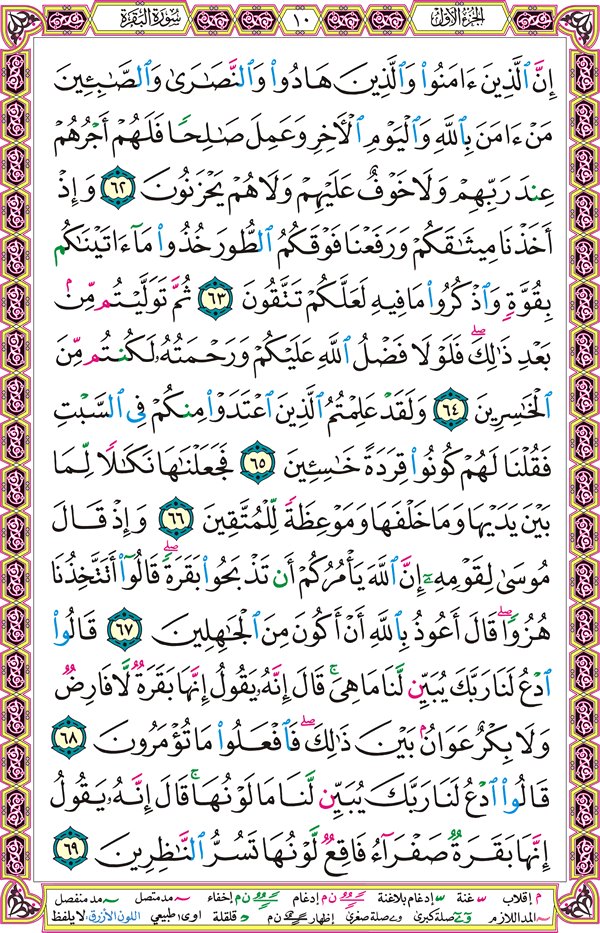 الجزء الأول
١٠
سورة البقرة
إِنَّ ٱلَّذِينَ ءَامَنُوا۟ وَٱلَّذِينَ هَادُوا۟ وَٱلنَّصَـٰرَىٰ وَٱلصَّـٰبِـِٔينَ
مَنْ ءَامَنَ بِٱللَّهِ وَٱلْيَوْمِ ٱلْـَٔاخِرِ وَعَمِلَ صَـٰلِحًا فَلَهُمْ أَجْرُهُمْ
عِندَ رَبِّهِمْ وَلَا خَوْفٌ عَلَيْهِمْ وَلَا هُمْ يَحْزَنُونَ ٦٢ وَإِذْ
أَخَذْنَا مِيثَـٰقَكُمْ وَرَفَعْنَا فَوْقَكُمُ ٱلطُّورَ خُذُوا۟ مَآ ءَاتَيْنَـٰكُم
بِقُوَّةٍ وَٱذْكُرُوا۟ مَا فِيهِ لَعَلَّكُمْ تَتَّقُونَ ٦٣ ثُمَّ تَوَلَّيْتُم مِّنۢ
بَعْدِ ذَٰلِكَ ۖ فَلَوْلَا فَضْلُ ٱللَّهِ عَلَيْكُمْ وَرَحْمَتُهُۥ لَكُنتُم مِّنَ
ٱلْخَـٰسِرِينَ ٦٤ وَلَقَدْ عَلِمْتُمُ ٱلَّذِينَ ٱعْتَدَوْا۟ مِنكُمْ فِى ٱلسَّبْتِ
فَقُلْنَا لَهُمْ كُونُوا۟ قِرَدَةً خَـٰسِـِٔينَ ٦٥ فَجَعَلْنَـٰهَا نَكَـٰلًا لِّمَا
بَيْنَ يَدَيْهَا وَمَا خَلْفَهَا وَمَوْعِظَةً لِّلْمُتَّقِينَ ٦٦ وَإِذْ قَالَ
مُوسَىٰ لِقَوْمِهِۦٓ إِنَّ ٱللَّهَ يَأْمُرُكُمْ أَن تَذْبَحُوا۟ بَقَرَةً ۖ قَالُوٓا۟ أَتَتَّخِذُنَا
هُزُوًا ۖ قَالَ أَعُوذُ بِٱللَّهِ أَنْ أَكُونَ مِنَ ٱلْجَـٰهِلِينَ ٦٧ قَالُوا۟
ٱدْعُ لَنَا رَبَّكَ يُبَيِّن لَّنَا مَا هِىَ ۚ قَالَ إِنَّهُۥ يَقُولُ إِنَّهَا بَقَرَةٌ لَّا فَارِضٌ
وَلَا بِكْرٌ عَوَانٌۢ بَيْنَ ذَٰلِكَ ۖ فَٱفْعَلُوا۟ مَا تُؤْمَرُونَ ٦٨
قَالُوا۟ ٱدْعُ لَنَا رَبَّكَ يُبَيِّن لَّنَا مَا لَوْنُهَا ۚ قَالَ إِنَّهُۥ يَقُولُ
إِنَّهَا بَقَرَةٌ صَفْرَآءُ فَاقِعٌ لَّوْنُهَا تَسُرُّ ٱلنَّـٰظِرِينَ ٦٩
م إقلاب غنة إدغام بلاغنة ن م إدغام ن م إخفاء مد متصل مد منفصل
المد اللازم صلة كبرى صلة صغرى إظهار ن م قلقلة اوى طبيعي اللون الأزرق: لا يلفظ